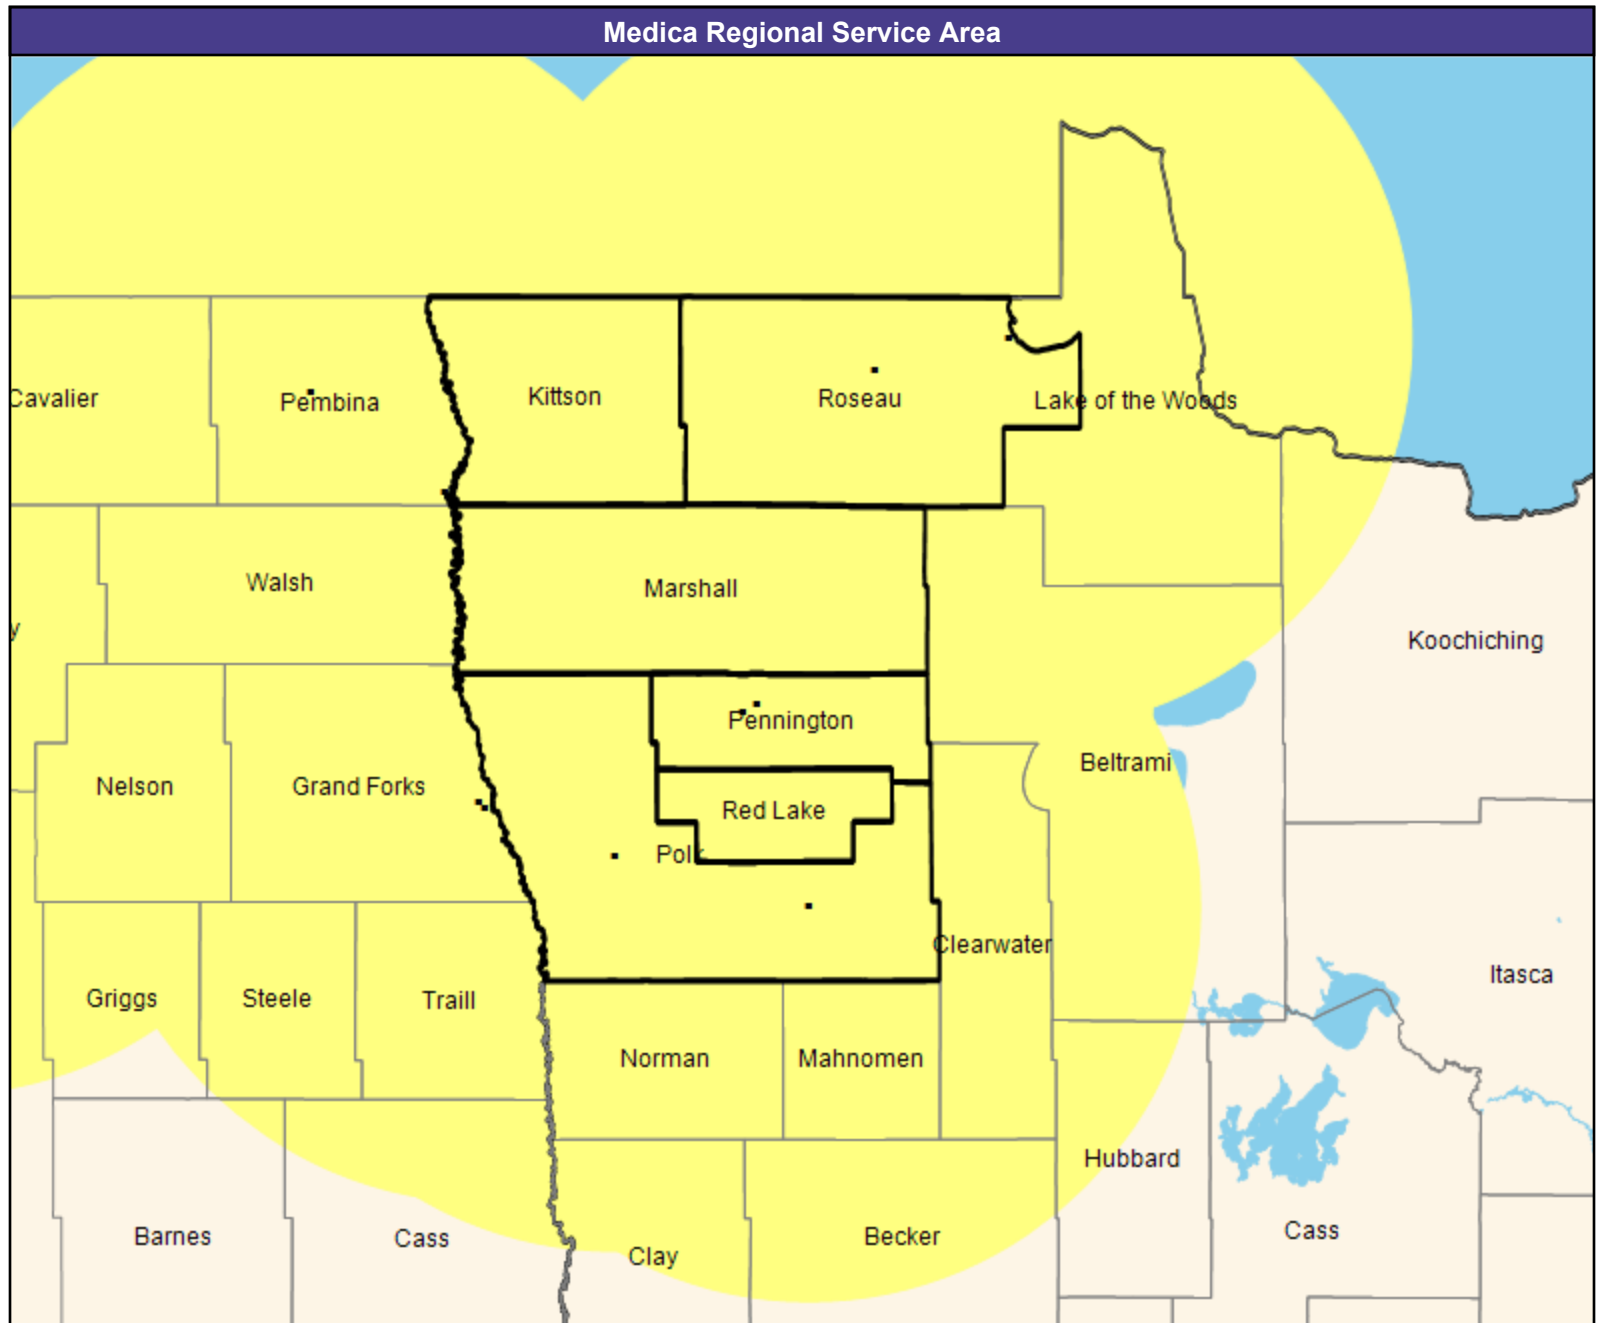 Medica Regional Service Area
Cavalier
Pembina
Kittson
Roseau
Lake of the Woods
Walsh
Marshall
y
Koochiching
Pennington
Beltrami
Nelson
Grand Forks
Red Lake
Polk
Clearwater
Itasca
Griggs
Steele
Traill
Norman
Mahnomen
Hubbard
Barnes
Cass
Clay
Becker
Cass